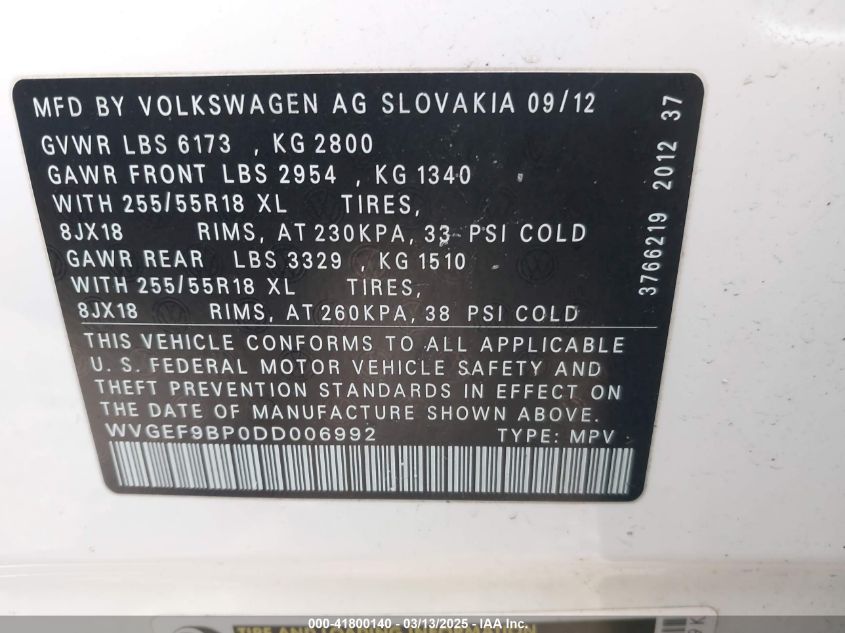 MFD BY VOLKSWAGEN AG SLOVAKIA 09/12
GVWR LBS 6173 , KG 2800
GAWR FRONT LBS 2954 , KG 1340
WITH 255/55R18 XL TIRES,
8JX18 RIMS, AT 230KPA, 33 PSI COLD
GAWR REAR LBS 3329 , KG 1510
WITH 255/55R18 XL TIRES,
8JX18 RIMS, AT 260KPA, 38 PSI COLD
THIS VEHICLE CONFORMS TO ALL APPLICABLE
U. S. FEDERAL MOTOR VEHICLE SAFETY AND
THEFT PREVENTION STANDARDS IN EFFECT ON
THE DATE OF MANUFACTURE SHOWN ABOVE.
WVGEF9BP0DD006992 TYPE: MPV
3766219 2012 37
000-41800140 - 03/13/2025 - IAA Inc.
TIRE AND LOADING INFORMATION